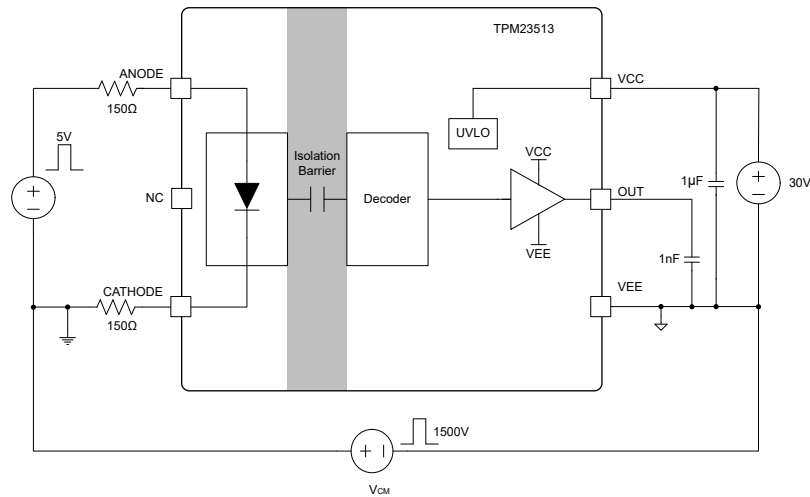 TPM23513
ANODE
150Ω
VCC
5V
UVLO
Isolation
Barrier
VCC
1µF
30V
NC
Decoder
OUT
VEE
1nF
CATHODE
150Ω
VEE
1500V
VCM